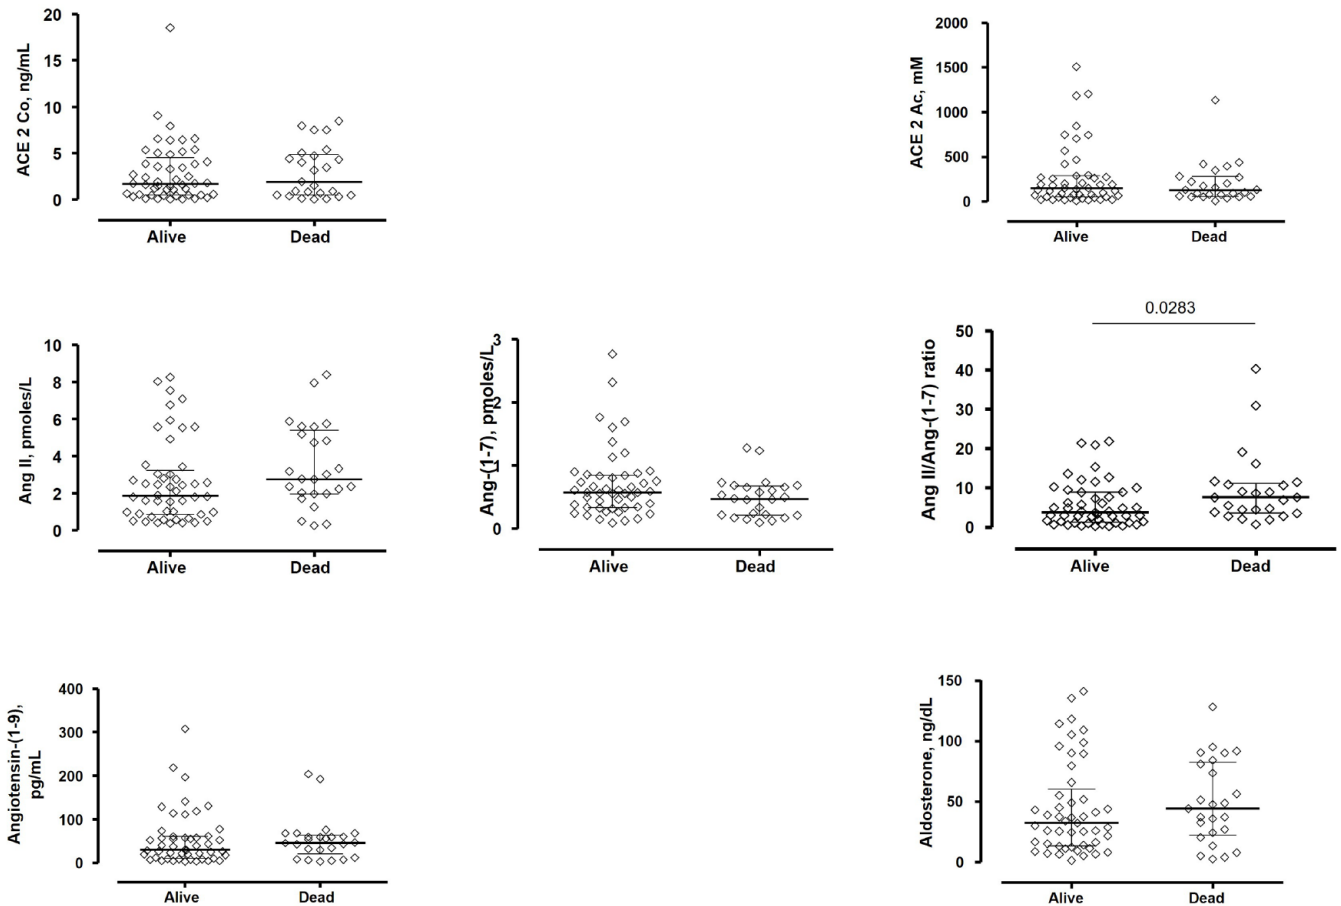 ACE 2 Co, ng/mL
20
15
10
5
0
Alive
Dead
ACE 2 Ac, mM
2000
1500
1000
500
0
Alive
Dead
Ang II, pmoles/L
10
8
6
4
2
0
Alive
Dead
Ang-(1-7), pmoles/L
3
2
1
0
Alive
Dead
0.0283
Ang II/Ang-(1-7) ratio
50
40
30
20
10
0
Alive
Dead
Angiotensin-(1-9),
pg/mL
400
300
200
100
0
Alive
Dead
Aldosterone, ng/dL
150
100
50
0
Alive
Dead